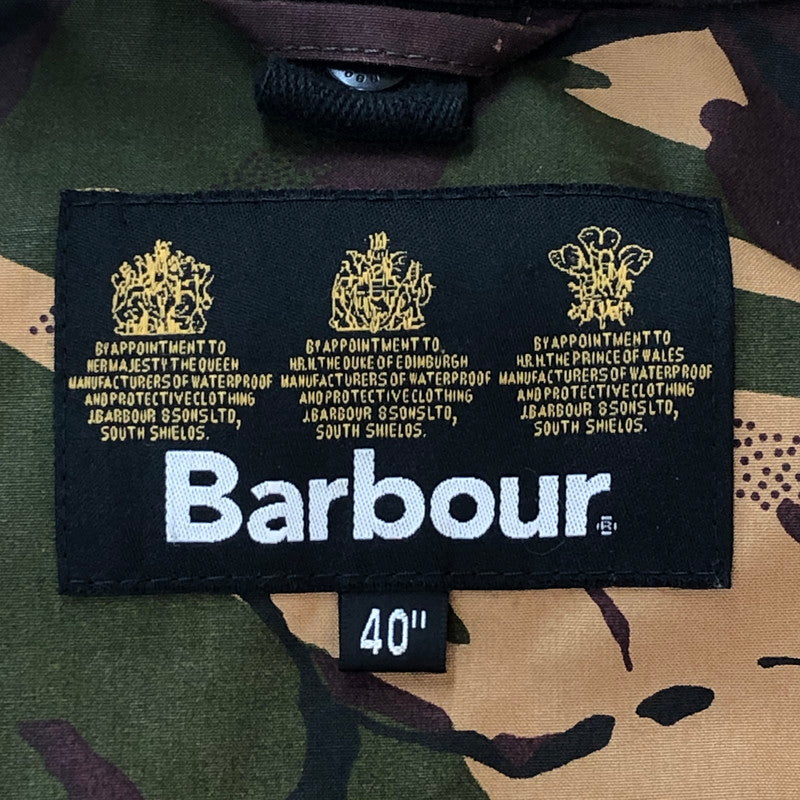 BY APPOINTMENT TO
HER MAJESTY THE QUEEN
MANUFACTURERS OF WATERPROOF
AND PROTECTIVE CLOTHING
J.BARBOUR & SONS LTD,
SOUTH SHIELDS.
BY APPOINTMENT TO
H.R.H. THE DUKE OF EDINBURGH
MANUFACTURERS OF WATERPROOF
AND PROTECTIVE CLOTHING
J.BARBOUR & SONS LTD,
SOUTH SHIELDS.
BY APPOINTMENT TO
H.R.H. THE PRINCE OF WALES
MANUFACTURERS OF WATERPROOF
AND PROTECTIVE CLOTHING
J.BARBOUR & SONS LTD,
SOUTH SHIELDS.
Barbour®
40"